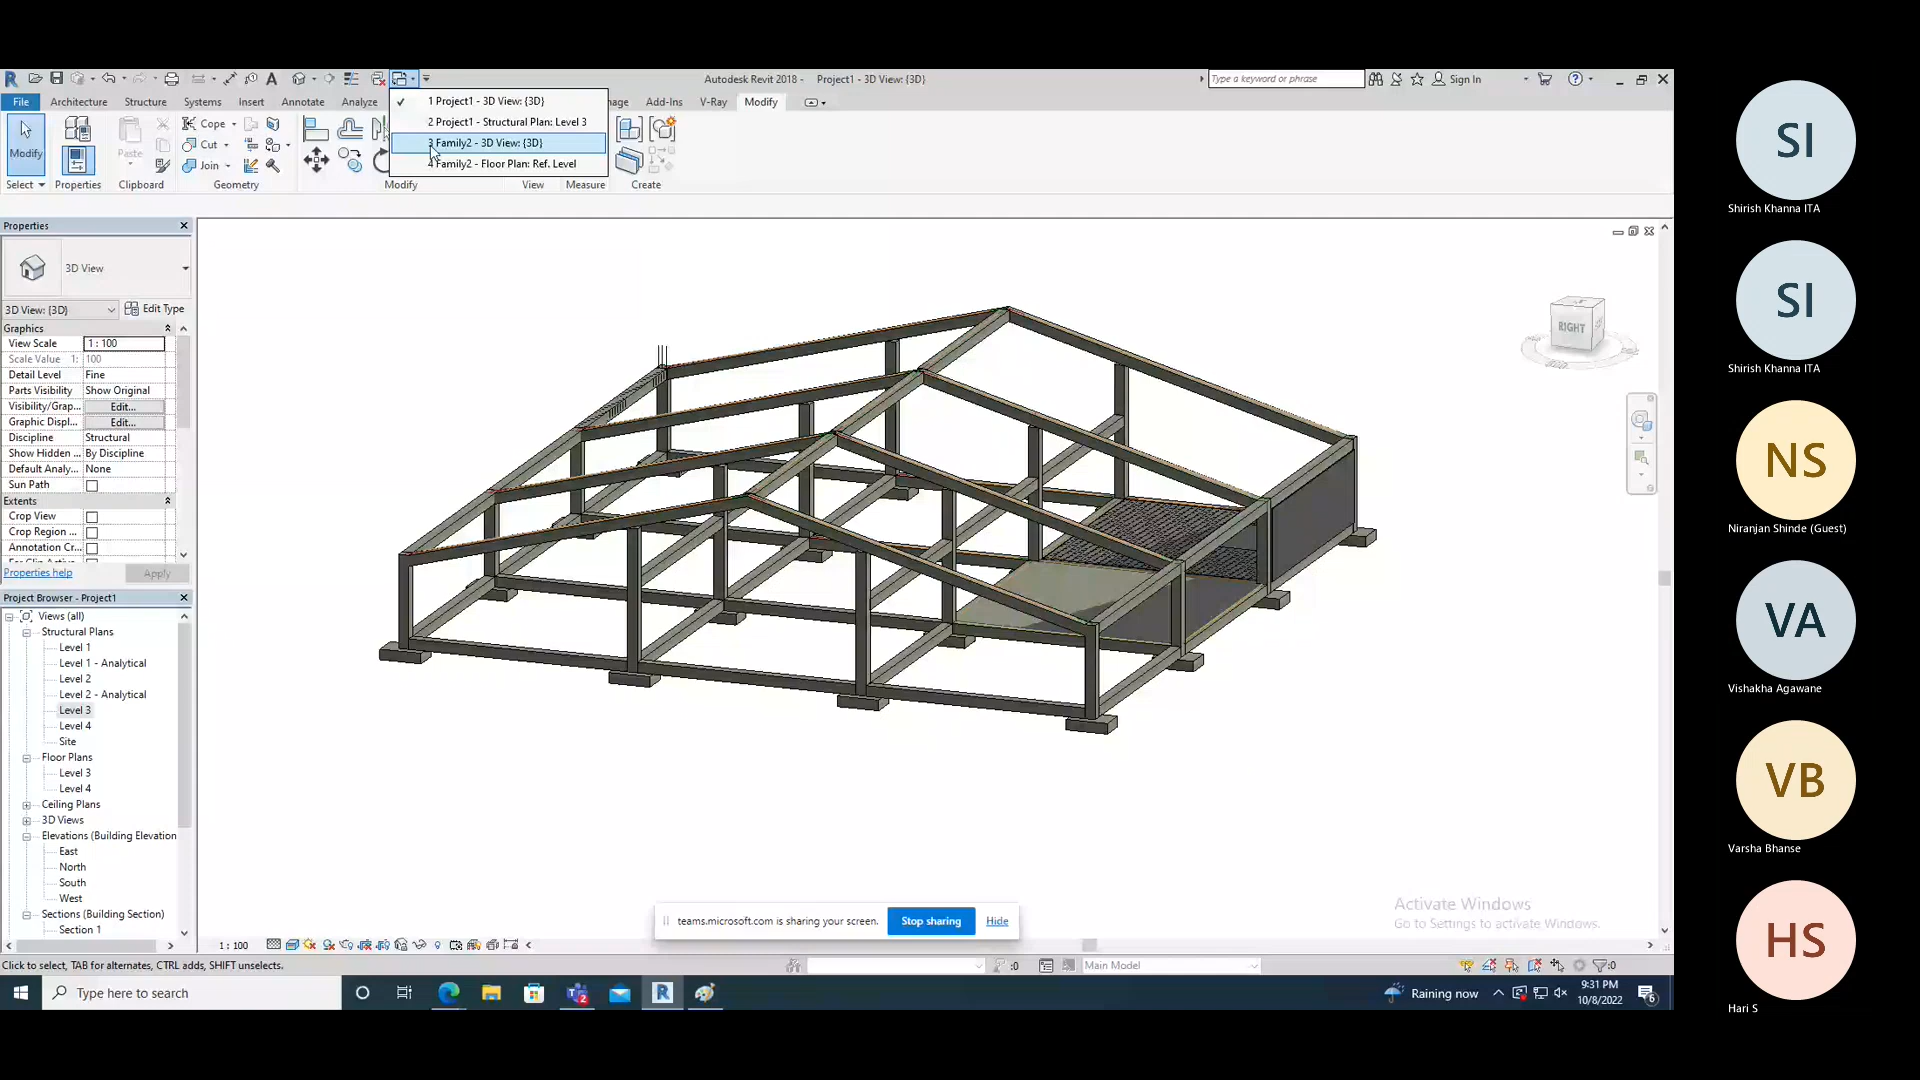 Autodesk Revit 2018 - Project1 - 3D View: {3D}
Type a keyword or phrase
Sign In
File Architecture Structure Systems Insert Annotate Analyze Add-Ins V-Ray Modify
1 Project1 - 3D View: {3D}
2 Project1 - Structural Plan: Level 3
3 Family2 - 3D View: {3D}
4 Family2 - Floor Plan: Ref. Level
Modify
Paste
Cope
Cut
Join
Select Properties Clipboard Geometry Modify View Measure Create
Properties
3D View
3D View: {3D}
Edit Type
Graphics
View Scale 1 : 100
Scale Value 1: 100
Detail Level Fine
Parts Visibility Show Original
Visibility/Grap... Edit...
Graphic Displ... Edit...
Discipline Structural
Show Hidden ... By Discipline
Default Analy... None
Sun Path
Extents
Crop View
Crop Region ...
Annotation Cr...
Properties help
Apply
Project Browser - Project1
Views (all)
Structural Plans
Level 1
Level 1 - Analytical
Level 2
Level 2 - Analytical
Level 3
Level 4
Site
Floor Plans
Level 3
Level 4
Ceiling Plans
3D Views
Elevations (Building Elevation
East
North
South
West
Sections (Building Section)
Section 1
RIGHT
teams.microsoft.com is sharing your screen.
Stop sharing
Hide
Activate Windows
Go to Settings to activate Windows.
1 : 100
Click to select, TAB for alternates, CTRL adds, SHIFT unselects.
:0
Main Model
:0
Type here to search
Raining now
9:31 PM
10/8/2022
SI
Shirish Khanna ITA
SI
Shirish Khanna ITA
NS
Niranjan Shinde (Guest)
VA
Vishakha Agawane
VB
Varsha Bhanse
HS
Hari S